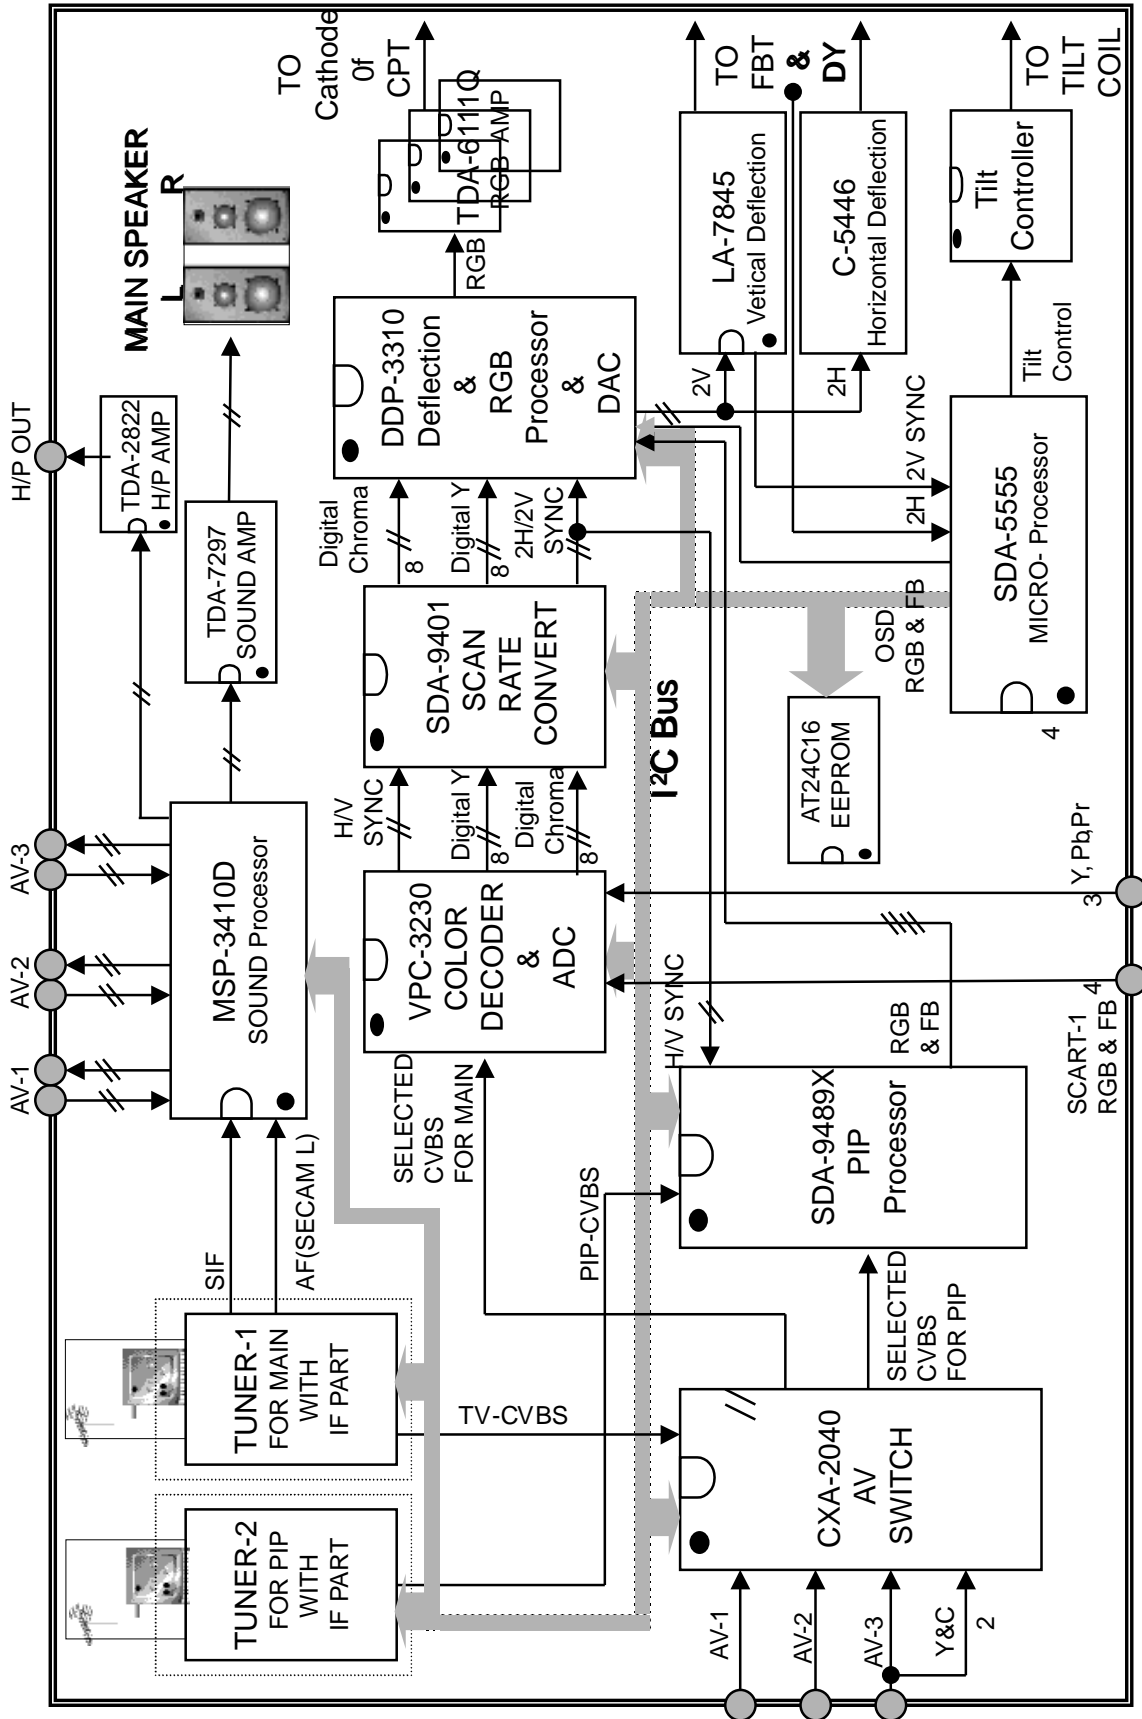 TUNER-2
FOR PIP
WITH
IF PART
TUNER-1
FOR MAIN
WITH
IF PART
SIF
AF(SECAM L)
AV-1
AV-2
AV-3
MSP-3410D
SOUND Processor
TDA-7297
SOUND AMP
TDA-2822
H/P AMP
H/P OUT
MAIN SPEAKER
L
R
TV-CVBS
PIP-CVBS
SELECTED
CVBS
FOR MAIN
VPC-3230
COLOR
DECODER
&
ADC
H/V
SYNC
Digital Y
8
Digital
Chroma
8
SDA-9401
SCAN
RATE
CONVERT
Digital
Chroma
8
Digital Y
8
2H/2V
SYNC
DDP-3310
Deflection
&
RGB
Processor
&
DAC
RGB
TDA-6111Q
RGB AMP
TO
Cathode
0f
CPT
I²C Bus
AV-1
AV-2
AV-3
Y&C
2
CXA-2040
AV
SWITCH
SELECTED
CVBS
FOR PIP
SDA-9489X
PIP
Processor
H/V SYNC
RGB
& FB
SCART-1
RGB & FB
4
3
Y, Pb,Pr
AT24C16
EEPROM
OSD
RGB & FB
4
SDA-5555
MICRO- Processor
2H
2V SYNC
2V
2H
LA-7845
Vetical Deflection
C-5446
Horizontal Deflection
TO
FBT
&
DY
Tilt
Control
Tilt
Controller
TO
TILT
COIL